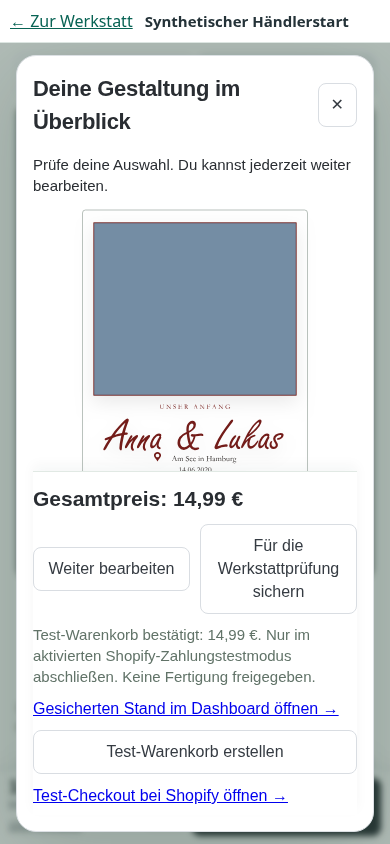 ← Zur Werkstatt Synthetischer Händlerstart
Deine Gestaltung im
Überblick
×
Prüfe deine Auswahl. Du kannst jederzeit weiter
bearbeiten.
UNSER ANFANG
Anna & Lukas
Am See in Hamburg
14.06.2020
Gesamtpreis: 14,99 €
Weiter bearbeiten
Für die
Werkstattprüfung
sichern
Test-Warenkorb bestätigt: 14,99 €. Nur im
aktivierten Shopify-Zahlungstestmodus
abschließen. Keine Fertigung freigegeben.
Gesicherten Stand im Dashboard öffnen →
Test-Warenkorb erstellen
Test-Checkout bei Shopify öffnen →